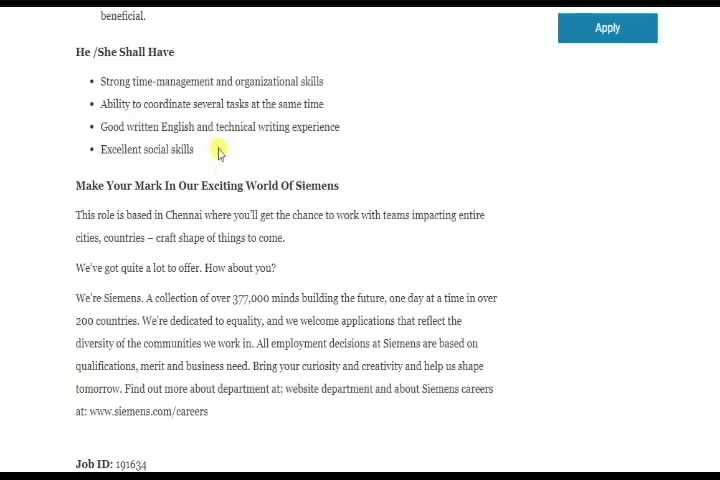 beneficial.
Apply
He /She Shall Have
• Strong time-management and organizational skills
• Ability to coordinate several tasks at the same time
• Good written English and technical writing experience
• Excellent social skills
Make Your Mark In Our Exciting World Of Siemens
This role is based in Chennai where you'll get the chance to work with teams impacting entire
cities, countries – craft shape of things to come.
We've got quite a lot to offer. How about you?
We're Siemens. A collection of over 377,000 minds building the future, one day at a time in over
200 countries. We're dedicated to equality, and we welcome applications that reflect the
diversity of the communities we work in. All employment decisions at Siemens are based on
qualifications, merit and business need. Bring your curiosity and creativity and help us shape
tomorrow. Find out more about department at: website department and about Siemens careers
at: www.siemens.com/careers
Job ID: 191634